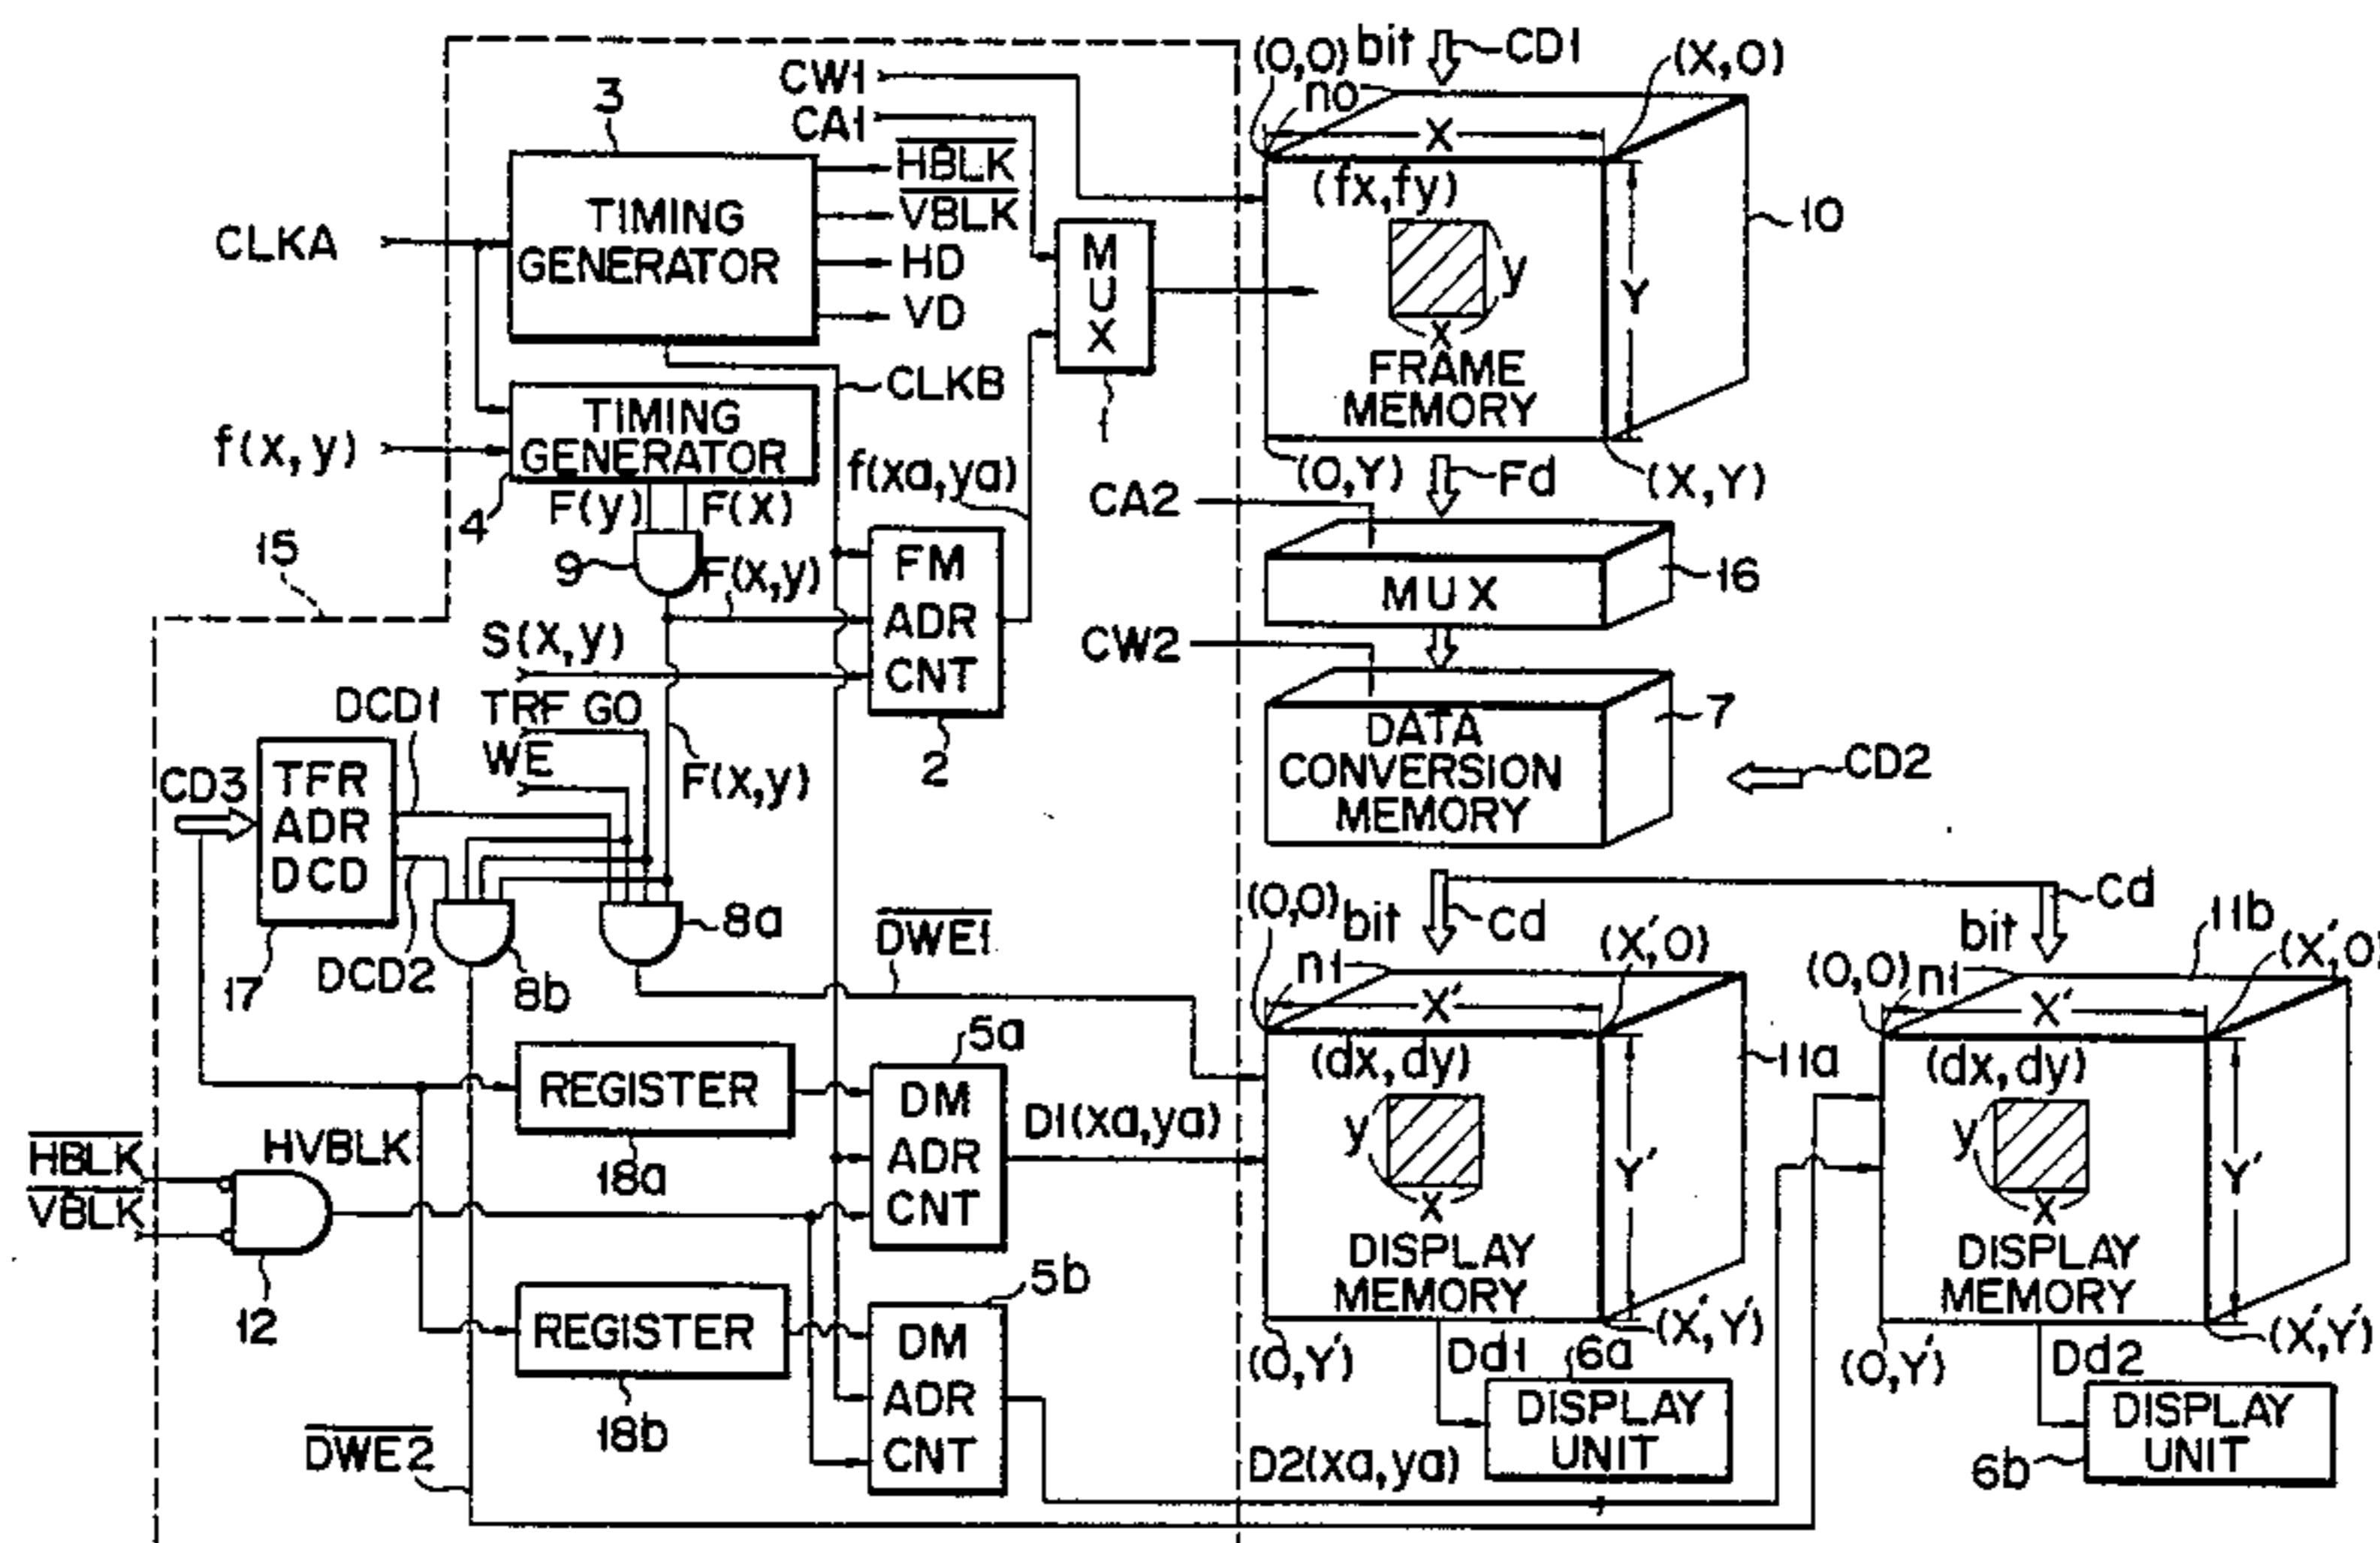 (0,0)
bit
CD1
(X,0)
CW1
no
3
CA1
X
HBLK
(fx,fy)
TIMING
GENERATOR
VBLK
10
CLKA
M
U
X
HD
y
Y
VD
x
FRAME
MEMORY
CLKB
1
TIMING
GENERATOR
f(x,y)
f(xa,ya)
(0,Y)
Fd
(X,Y)
4
F(y)
F(x)
CA2
15
9
F(x,y)
FM
ADR
CNT
MUX
16
S(x,y)
CW2
DCD1
TRF GO
WE
2
DATA
CONVERSION
MEMORY
7
F(x,y)
CD3
TFR
ADR
DCD
CD2
Cd
(0,0)
bit
Cd
8a
DWE1
(X',0)
bit
11b
(X',0)
17
DCD2
8b
n1
(0,0)
n1
X'
X'
5a
(dx,dy)
11a
(dx,dy)
REGISTER
DM
ADR
CNT
D1(xa,ya)
HBLK
HVBLK
y
Y'
y
Y'
VBLK
18a
x
x
DISPLAY
MEMORY
DISPLAY
MEMORY
12
5b
REGISTER
DM
ADR
CNT
(0,Y')
(X',Y')
(X',Y')
Dd1
6a
(0,Y')
Dd2
DISPLAY
UNIT
DISPLAY
UNIT
18b
DWE2
D2(xa,ya)
6b